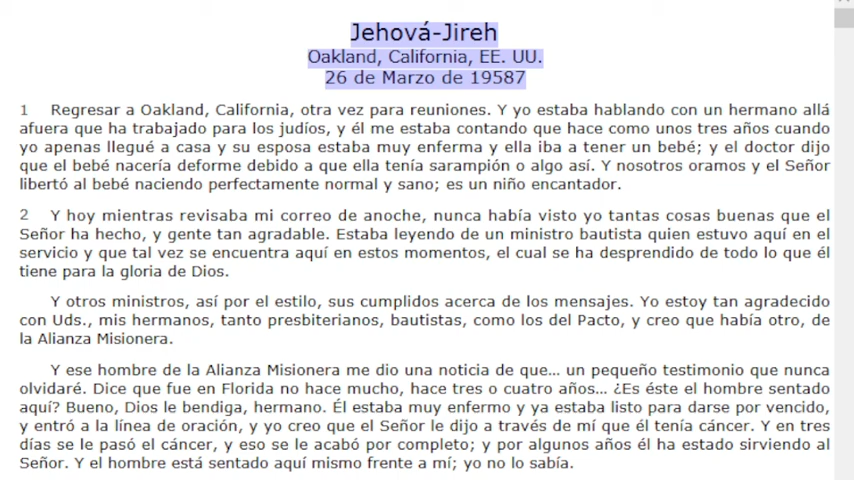 Jehová-Jireh
Oakland, California, EE. UU.
26 de Marzo de 19587
1 Regresar a Oakland, California, otra vez para reuniones. Y yo estaba hablando con un hermano allá
afuera que ha trabajado para los judíos, y él me estaba contando que hace como unos tres años cuando
yo apenas llegué a casa y su esposa estaba muy enferma y ella iba a tener un bebé; y el doctor dijo
que el bebé nacería deforme debido a que ella tenía sarampión o algo así. Y nosotros oramos y el Señor
libertó al bebé naciendo perfectamente normal y sano; es un niño encantador.
2 Y hoy mientras revisaba mi correo de anoche, nunca había visto yo tantas cosas buenas que el
Señor ha hecho, y gente tan agradable. Estaba leyendo de un ministro bautista quien estuvo aquí en el
servicio y que tal vez se encuentra aquí en estos momentos, el cual se ha desprendido de todo lo que él
tiene para la gloria de Dios.
Y otros ministros, así por el estilo, sus cumplidos acerca de los mensajes. Yo estoy tan agradecido
con Uds., mis hermanos, tanto presbiterianos, bautistas, como los del Pacto, y creo que había otro, de
la Alianza Misionera.
Y ese hombre de la Alianza Misionera me dio una noticia de que... un pequeño testimonio que nunca
olvidaré. Dice que fue en Florida no hace mucho, hace tres o cuatro años... ¿Es éste el hombre sentado
aquí? Bueno, Dios le bendiga, hermano. Él estaba muy enfermo y ya estaba listo para darse por vencido,
y entró a la línea de oración, y yo creo que el Señor le dijo a través de mí que él tenía cáncer. Y en tres
días se le pasó el cáncer, y eso se le acabó por completo; y por algunos años él ha estado sirviendo al
Señor. Y el hombre está sentado aquí mismo frente a mí; yo no lo sabía.